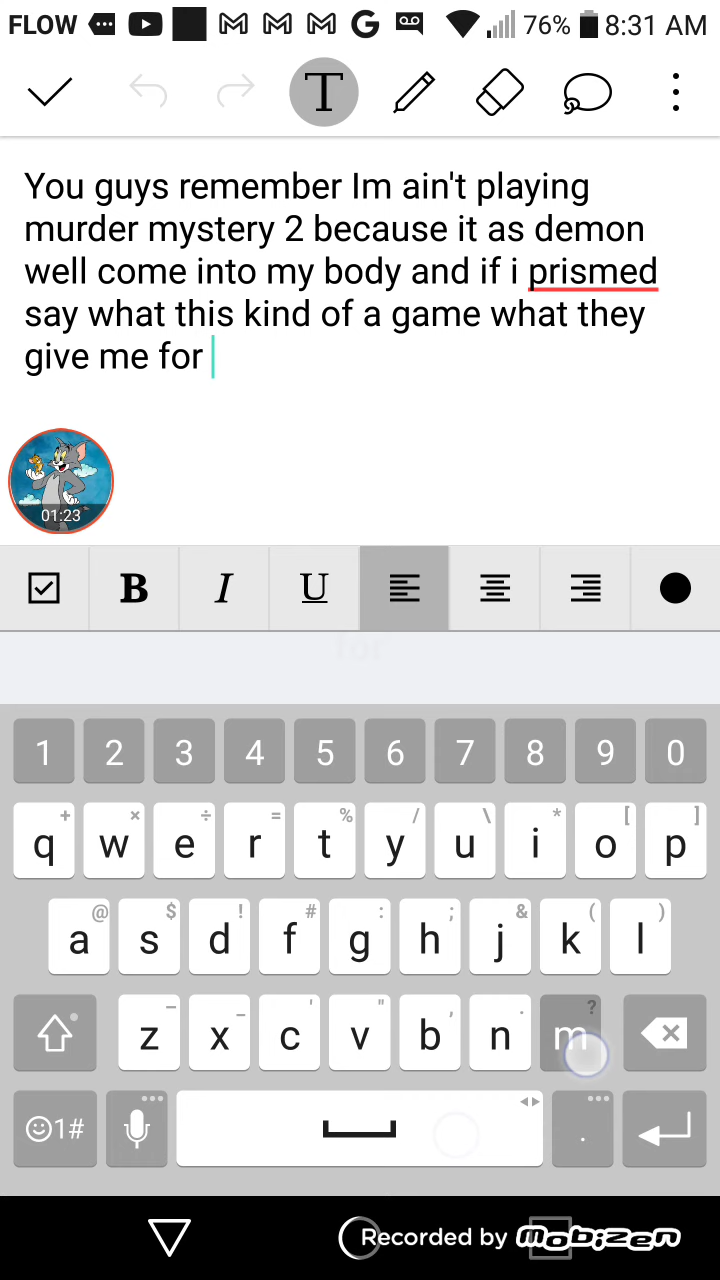 FLOW 76% 8:31 AM
T
You guys remember Im ain't playing
murder mystery 2 because it as demon
well come into my body and if i prismed
say what this kind of a game what they
give me for
01:23
B I U
for
1 2 3 4 5 6 7 8 9 0
+ × ÷ = % / \ * [ ]
q w e r t y u i o p
@ $ ! # : ; & ( )
a s d f g h j k l
– _ ' " , . ?
z x c v b n m
☺1# .
Recorded by mobizen